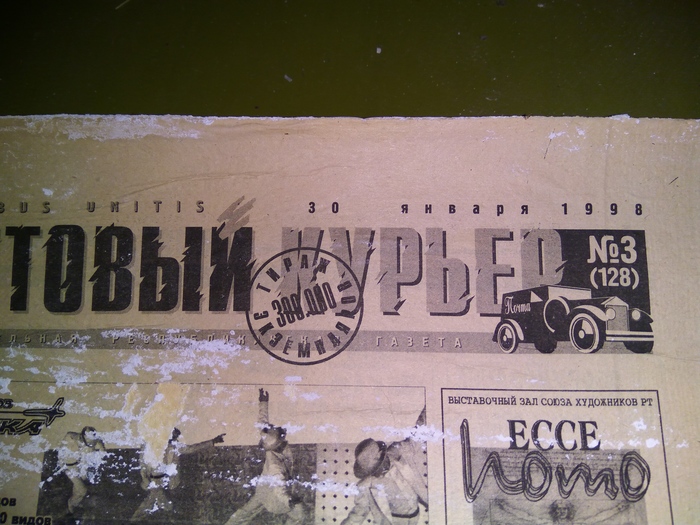 BUS UNITIS
30 января 1998
ТОВЫЙ КУРЬЕР
№3
(128)
ТИРАЖ
380.000
ЭКЗЕМПЛЯРОВ
Почта
ГАЗЕТА
ВЫСТАВОЧНЫЙ ЗАЛ СОЮЗА ХУДОЖНИКОВ РТ
ECCE
homo
видов